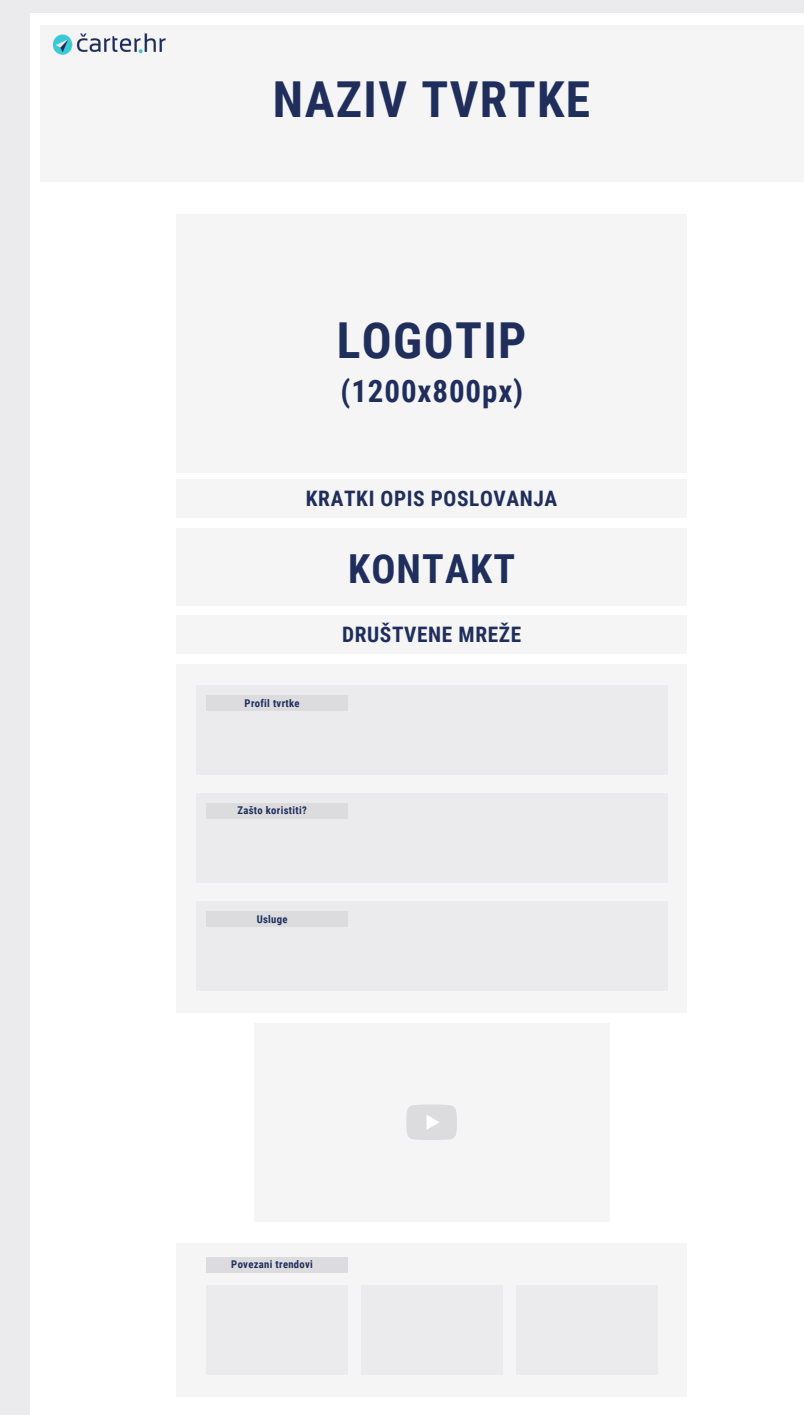 čarter.hr
NAZIV TVRTKE
LOGOTIP
(1200x800px)
KRATKI OPIS POSLOVANJA
KONTAKT
DRUŠTVENE MREŽE
Profil tvrtke
Zašto koristiti?
Usluge
Povezani trendovi